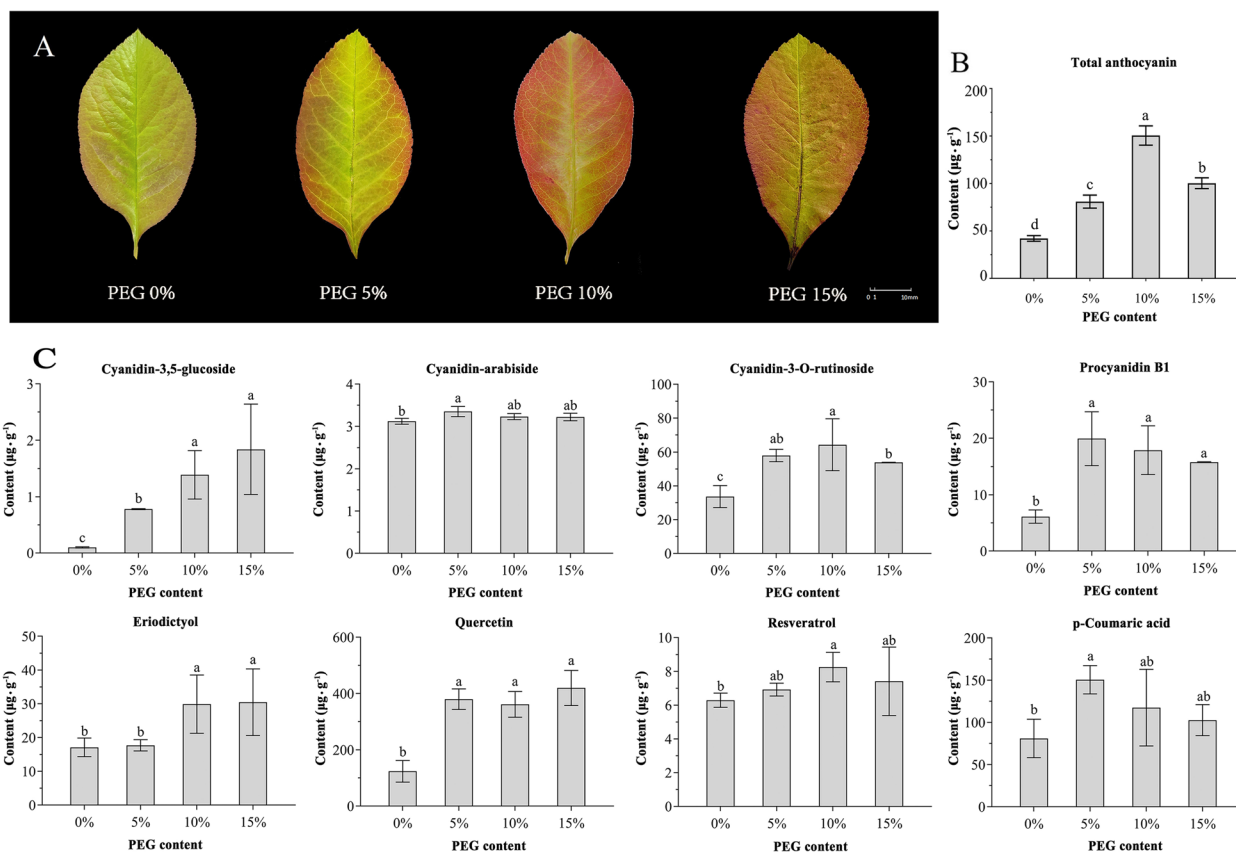 A
PEG 0%
PEG 5%
PEG 10%
PEG 15%
0 1 10mm
B
Total anthocyanin
Content (μg·g⁻¹)
200
150
100
50
0
d
c
a
b
0% 5% 10% 15%
PEG content
C
Cyanidin-3,5-glucoside
Content (μg·g⁻¹)
3
2
1
0
c
b
a
a
0% 5% 10% 15%
PEG content
Cyanidin-arabiside
Content (μg·g⁻¹)
4
3
2
1
0
b
a
ab
ab
0% 5% 10% 15%
PEG content
Cyanidin-3-O-rutinoside
Content (μg·g⁻¹)
100
80
60
40
20
0
c
ab
a
b
0% 5% 10% 15%
PEG content
Procyanidin B1
Content (μg·g⁻¹)
30
20
10
0
b
a
a
a
0% 5% 10% 15%
PEG content
Eriodictyol
Content (μg·g⁻¹)
50
40
30
20
10
0
b
b
a
a
0% 5% 10% 15%
PEG content
Quercetin
Content (μg·g⁻¹)
600
400
200
0
b
a
a
a
0% 5% 10% 15%
PEG content
Resveratrol
Content (μg·g⁻¹)
10
8
6
4
2
0
b
ab
a
ab
0% 5% 10% 15%
PEG content
p-Coumaric acid
Content (μg·g⁻¹)
200
150
100
50
0
b
a
ab
ab
0% 5% 10% 15%
PEG content